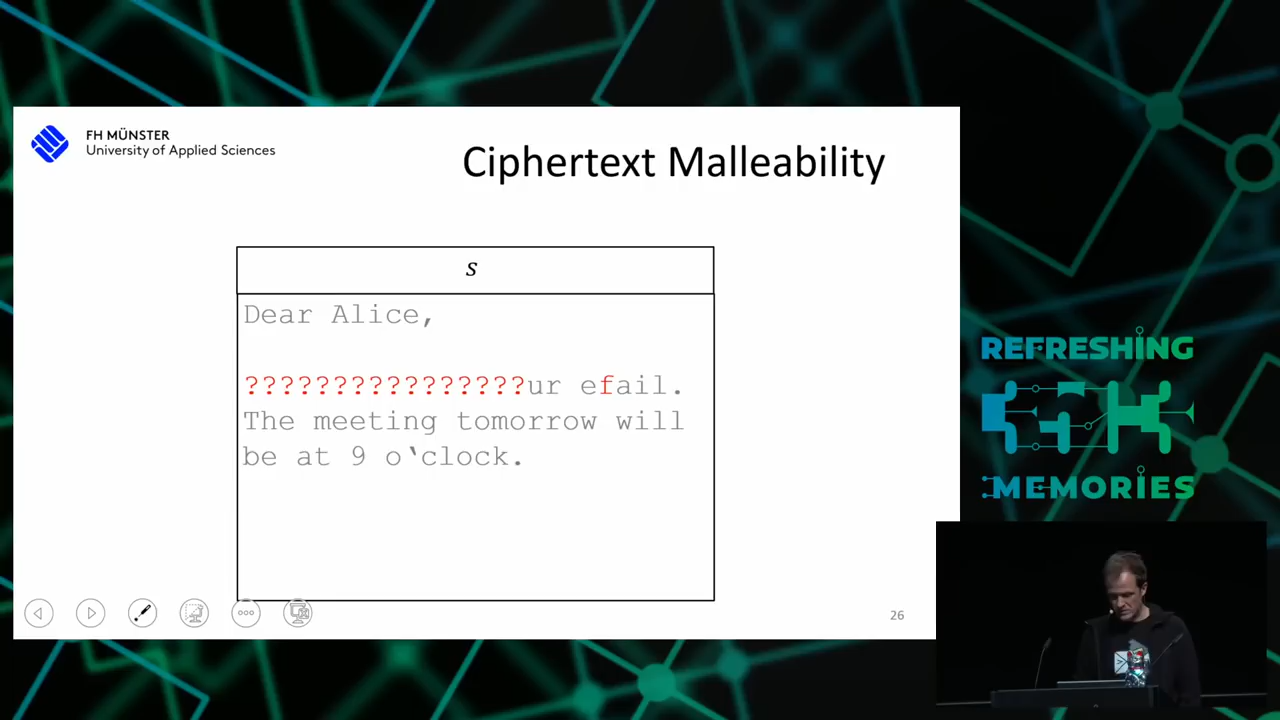 FH MÜNSTER
University of Applied Sciences
Ciphertext Malleability
s
Dear Alice,
????????????????ur efail.
The meeting tomorrow will
be at 9 o‛clock.
26
REFRESHING
MEMORIES